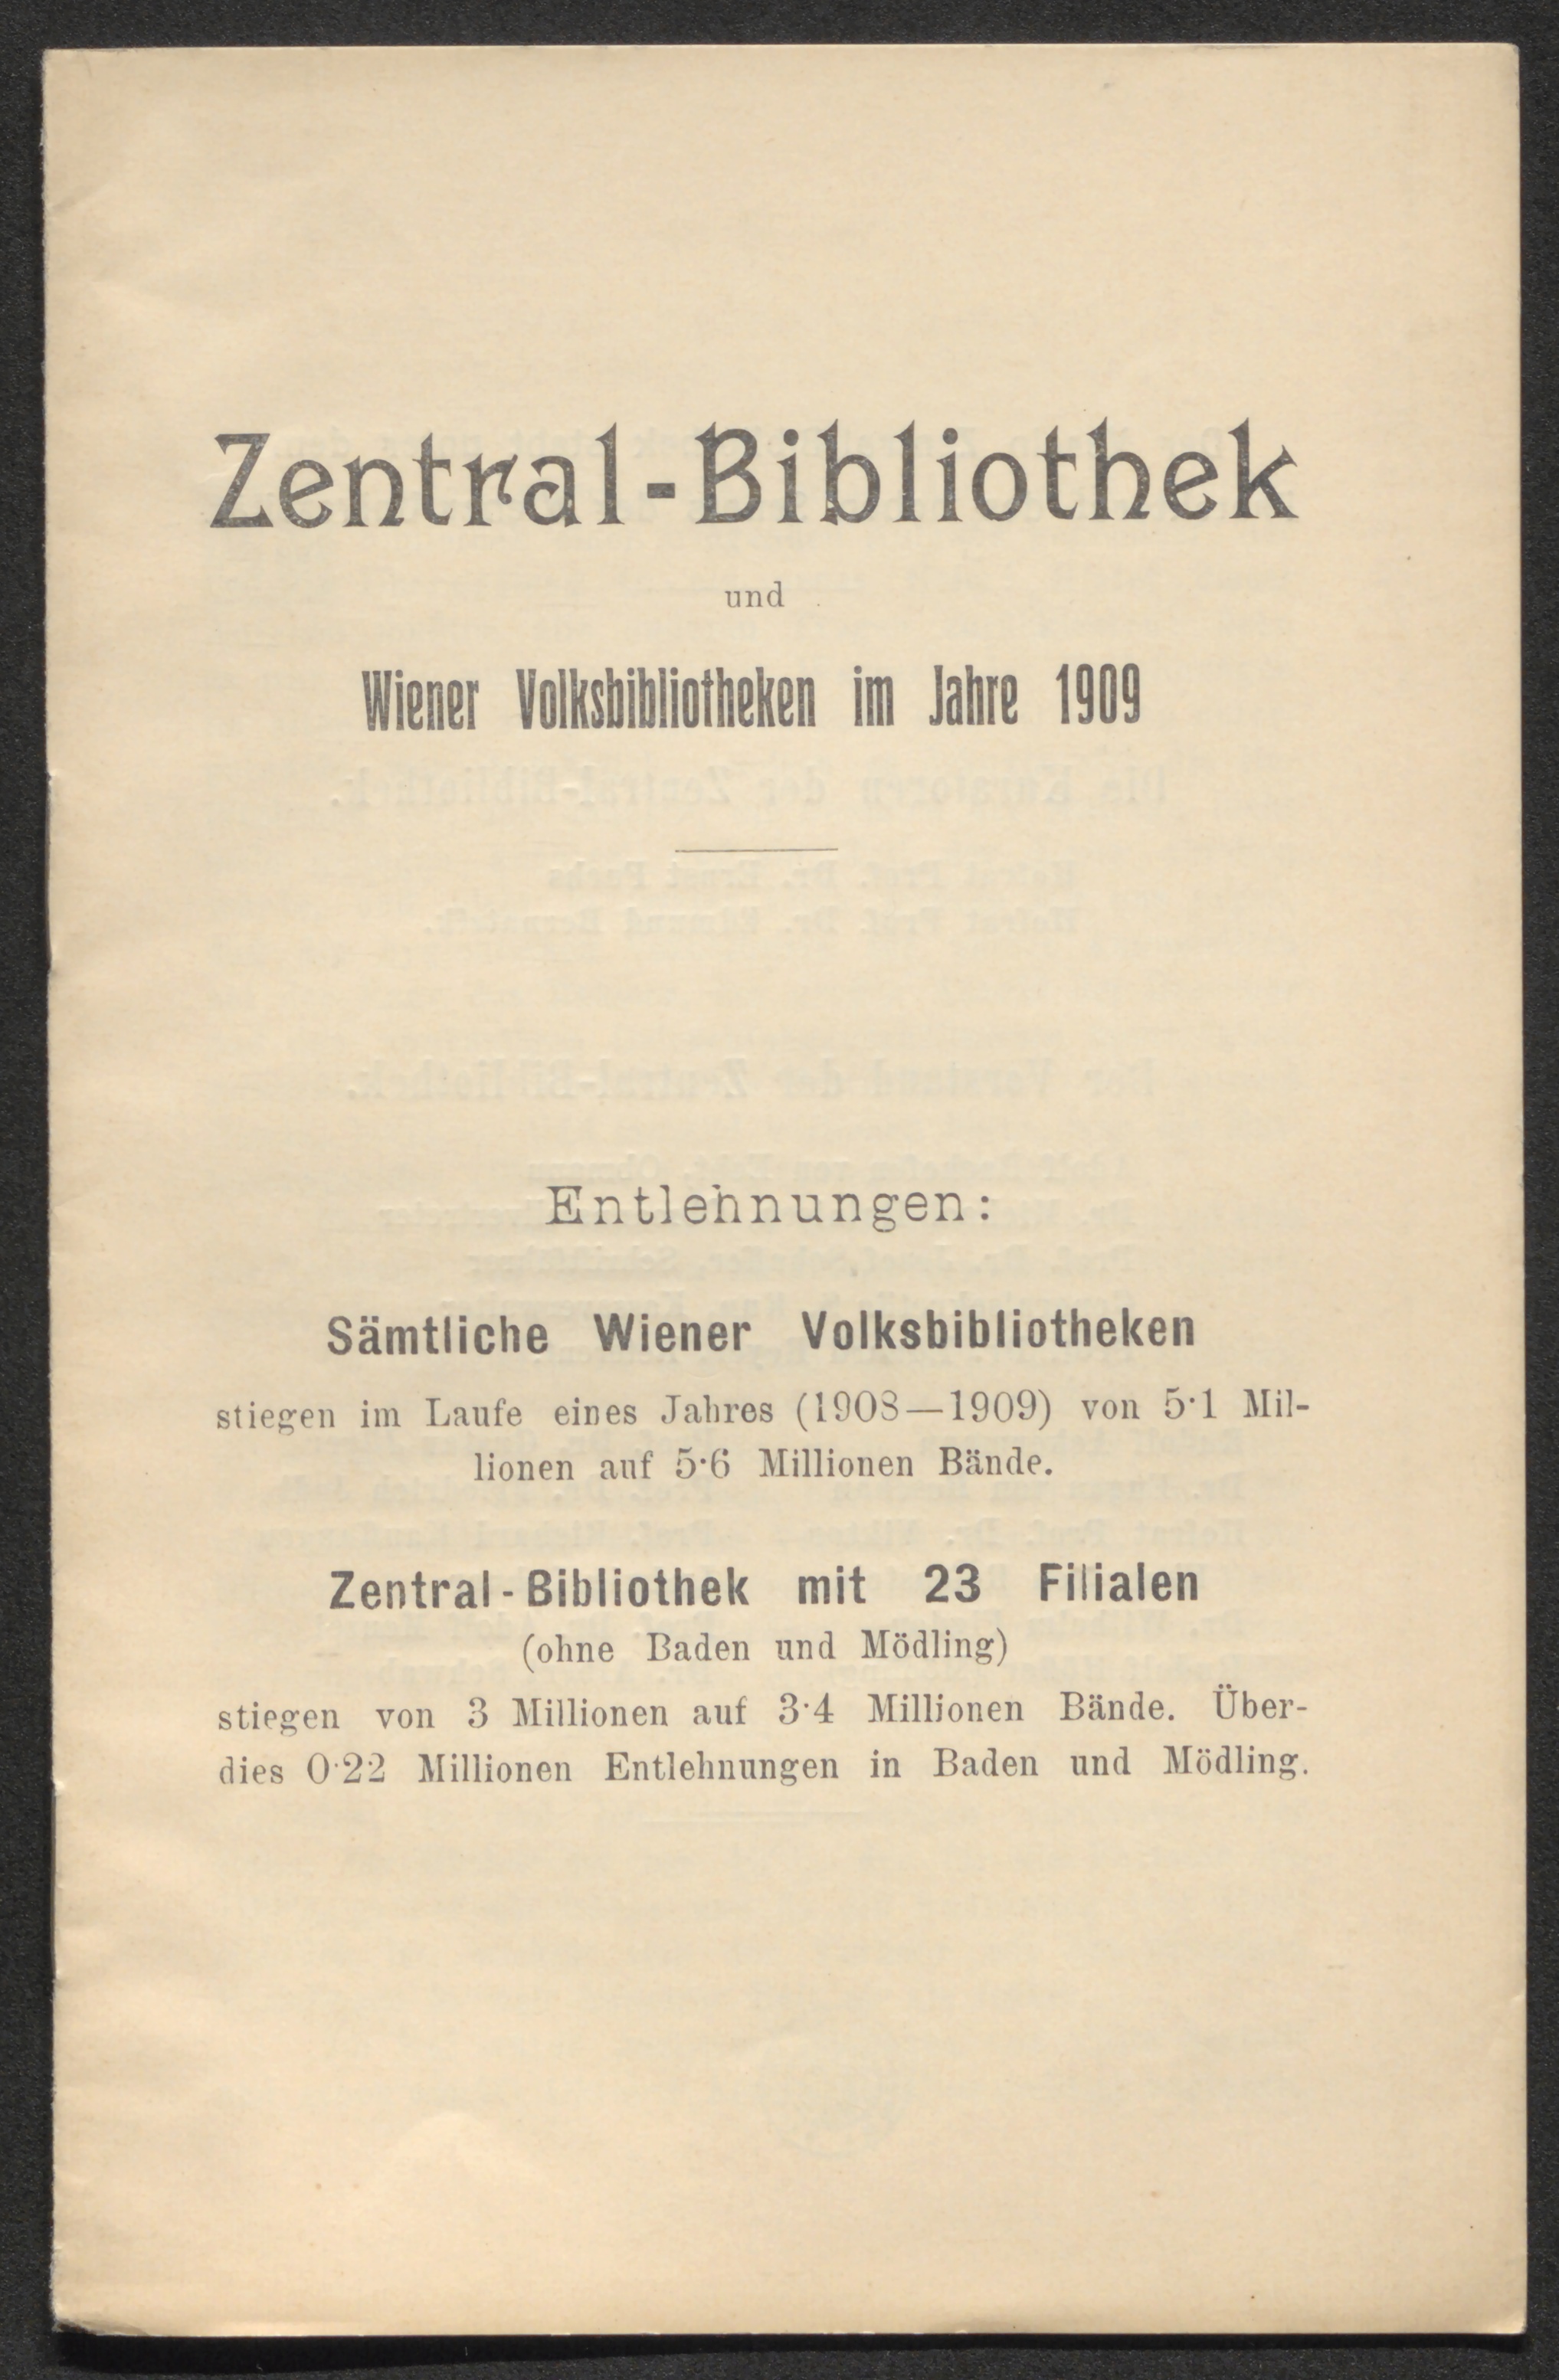 Zentral-Bibliothek
und
Wiener Volksbibliotheken im Jahre 1909
Entlehnungen:
Sämtliche Wiener Volksbibliotheken
stiegen im Laufe eines Jahres (1908—1909) von 5·1 Mil-
lionen auf 5·6 Millionen Bände.
Zentral-Bibliothek mit 23 Filialen
(ohne Baden und Mödling)
stiegen von 3 Millionen auf 3·4 Millionen Bände. Über-
dies 0·22 Millionen Entlehnungen in Baden und Mödling.